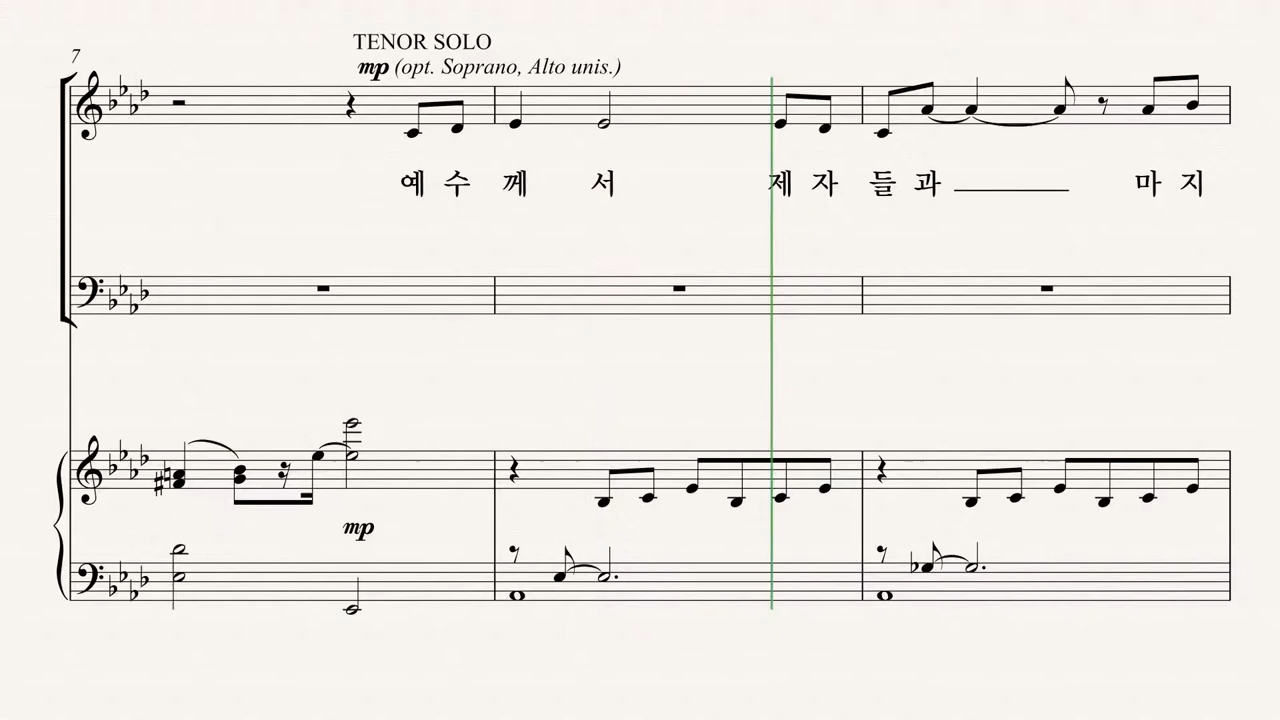 7
TENOR SOLO
mp (opt. Soprano, Alto unis.)
예 수 께 서 제 자 들 과 마 지
mp